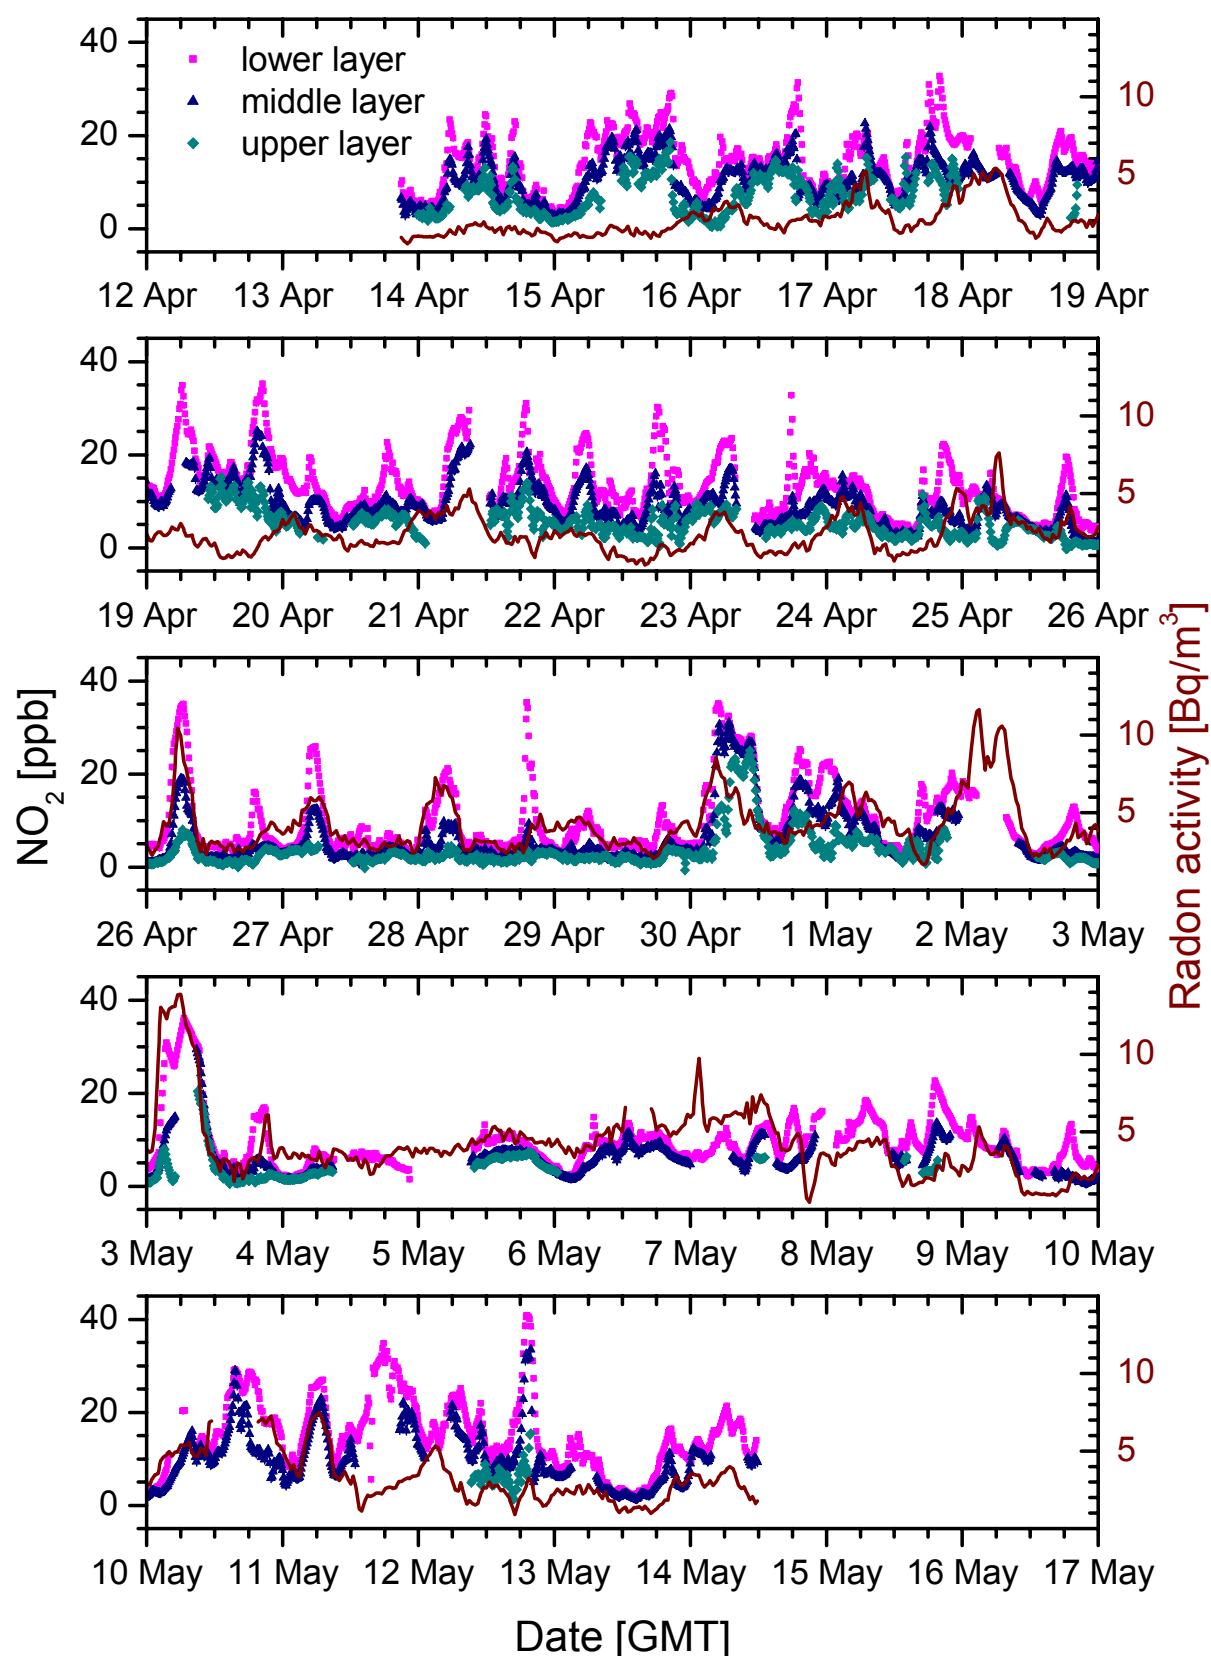 40
20
0
lower layer
middle layer
upper layer
10
5
12 Apr 13 Apr 14 Apr 15 Apr 16 Apr 17 Apr 18 Apr 19 Apr
40
20
0
10
5
19 Apr 20 Apr 21 Apr 22 Apr 23 Apr 24 Apr 25 Apr 26 Apr
NO₂ [ppb]
Radon activity [Bq/m³]
40
20
0
10
5
26 Apr 27 Apr 28 Apr 29 Apr 30 Apr 1 May 2 May 3 May
40
20
0
10
5
3 May 4 May 5 May 6 May 7 May 8 May 9 May 10 May
40
20
0
10
5
10 May 11 May 12 May 13 May 14 May 15 May 16 May 17 May
Date [GMT]